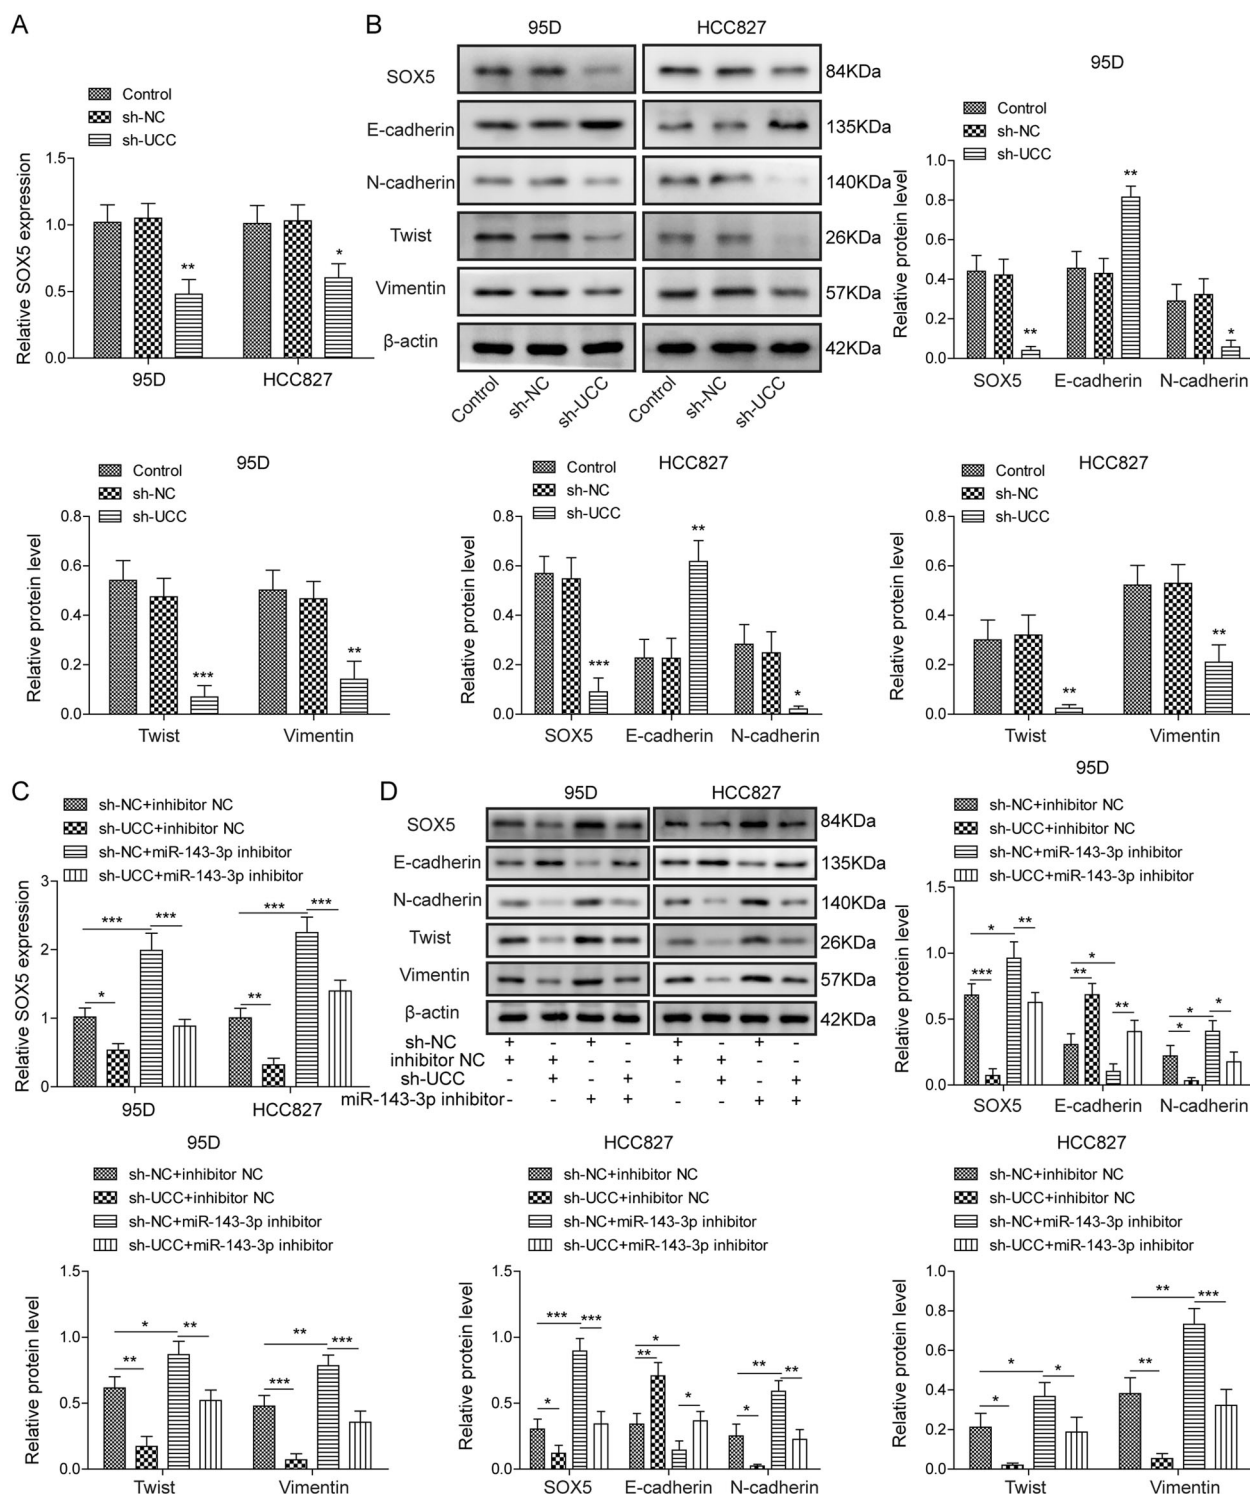 A
Control
sh-NC
sh-UCC
Relative SOX5 expression
1.5
1.0
0.5
0.0
**
*
95D
HCC827
B
95D
HCC827
SOX5
84KDa
E-cadherin
135KDa
N-cadherin
140KDa
Twist
26KDa
Vimentin
57KDa
β-actin
42KDa
Control
sh-NC
sh-UCC
Control
sh-NC
sh-UCC
95D
Control
sh-NC
sh-UCC
Relative protein level
1.0
0.8
0.6
0.4
0.2
0.0
**
**
*
SOX5
E-cadherin
N-cadherin
95D
Control
sh-NC
sh-UCC
Relative protein level
0.8
0.6
0.4
0.2
0.0
***
**
Twist
Vimentin
HCC827
Control
sh-NC
sh-UCC
Relative protein level
0.8
0.6
0.4
0.2
0.0
***
**
*
SOX5
E-cadherin
N-cadherin
HCC827
Control
sh-NC
sh-UCC
Relative protein level
0.8
0.6
0.4
0.2
0.0
**
**
Twist
Vimentin
C
sh-NC+inhibitor NC
sh-UCC+inhibitor NC
sh-NC+miR-143-3p inhibitor
sh-UCC+miR-143-3p inhibitor
Relative SOX5 expression
3
2
1
0
*** ***
*
*** ***
**
95D
HCC827
D
95D
HCC827
SOX5
84KDa
E-cadherin
135KDa
N-cadherin
140KDa
Twist
26KDa
Vimentin
57KDa
β-actin
42KDa
sh-NC + - + - + - + -
inhibitor NC + + - - + + - -
sh-UCC - + - + - + - +
miR-143-3p inhibitor - - + + - - + +
95D
sh-NC+inhibitor NC
sh-UCC+inhibitor NC
sh-NC+miR-143-3p inhibitor
sh-UCC+miR-143-3p inhibitor
Relative protein level
1.5
1.0
0.5
0.0
* **
***
*
**
**
* *
*
SOX5
E-cadherin
N-cadherin
95D
sh-NC+inhibitor NC
sh-UCC+inhibitor NC
sh-NC+miR-143-3p inhibitor
sh-UCC+miR-143-3p inhibitor
Relative protein level
1.5
1.0
0.5
0.0
* **
**
** ***
***
Twist
Vimentin
HCC827
sh-NC+inhibitor NC
sh-UCC+inhibitor NC
sh-NC+miR-143-3p inhibitor
sh-UCC+miR-143-3p inhibitor
Relative protein level
1.5
1.0
0.5
0.0
*** ***
*
*
**
*
** **
*
SOX5
E-cadherin
N-cadherin
HCC827
sh-NC+inhibitor NC
sh-UCC+inhibitor NC
sh-NC+miR-143-3p inhibitor
sh-UCC+miR-143-3p inhibitor
Relative protein level
1.0
0.8
0.6
0.4
0.2
0.0
* *
*
** ***
**
Twist
Vimentin